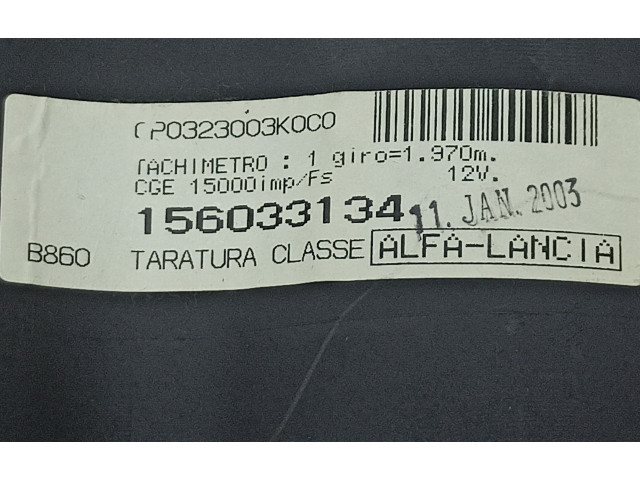 CP0323003K0C0
TACHIMETRO : 1 giro=1.970m.
CGE 15000imp/Fs 12V.
156033134 11. JAN. 2003
B860 TARATURA CLASSE ALFA-LANCIA